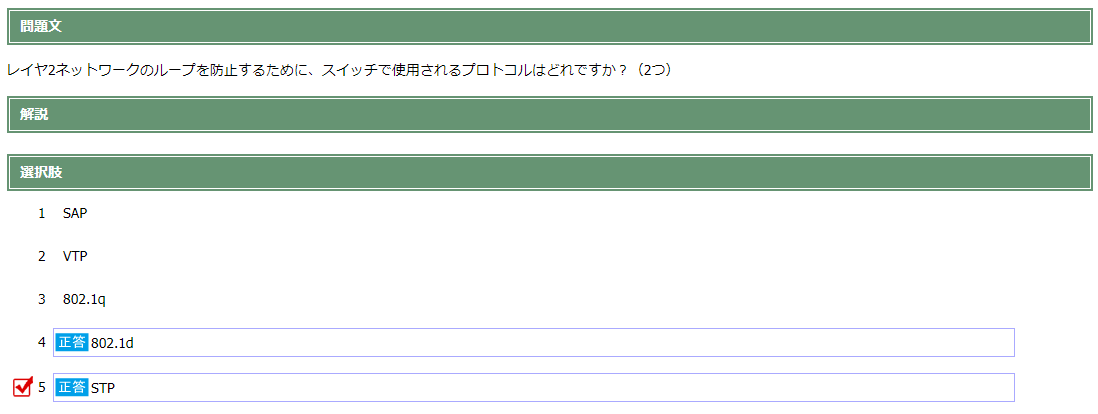 問題文
レイヤ2ネットワークのループを防止するために、スイッチで使用されるプロトコルはどれですか？（2つ）
解説
選択肢
1 SAP
2 VTP
3 802.1q
4 正答 802.1d
5 正答 STP